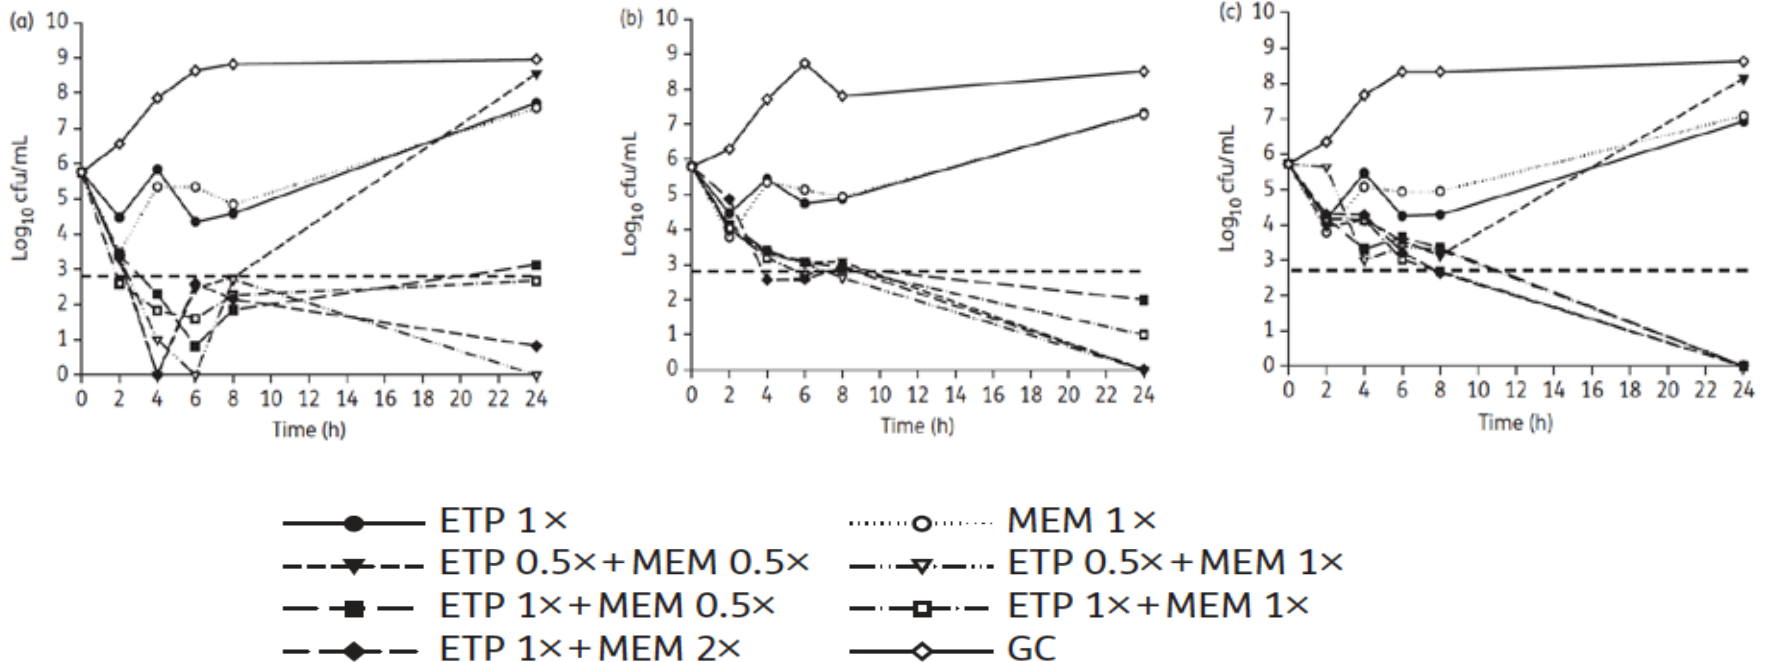 (a) 10
9
8
7
6
5
4
3
2
1
0
Log10 cfu/mL
0 2 4 6 8 10 12 14 16 18 20 22 24
Time (h)
(b) 10
9
8
7
6
5
4
3
2
1
0
Log10 cfu/mL
0 2 4 6 8 10 12 14 16 18 20 22 24
Time (h)
(c) 10
9
8
7
6
5
4
3
2
1
0
Log10 cfu/mL
0 2 4 6 8 10 12 14 16 18 20 22 24
Time (h)
ETP 1× MEM 1×
ETP 0.5×+MEM 0.5× ETP 0.5×+MEM 1×
ETP 1×+MEM 0.5× ETP 1×+MEM 1×
ETP 1×+MEM 2× GC